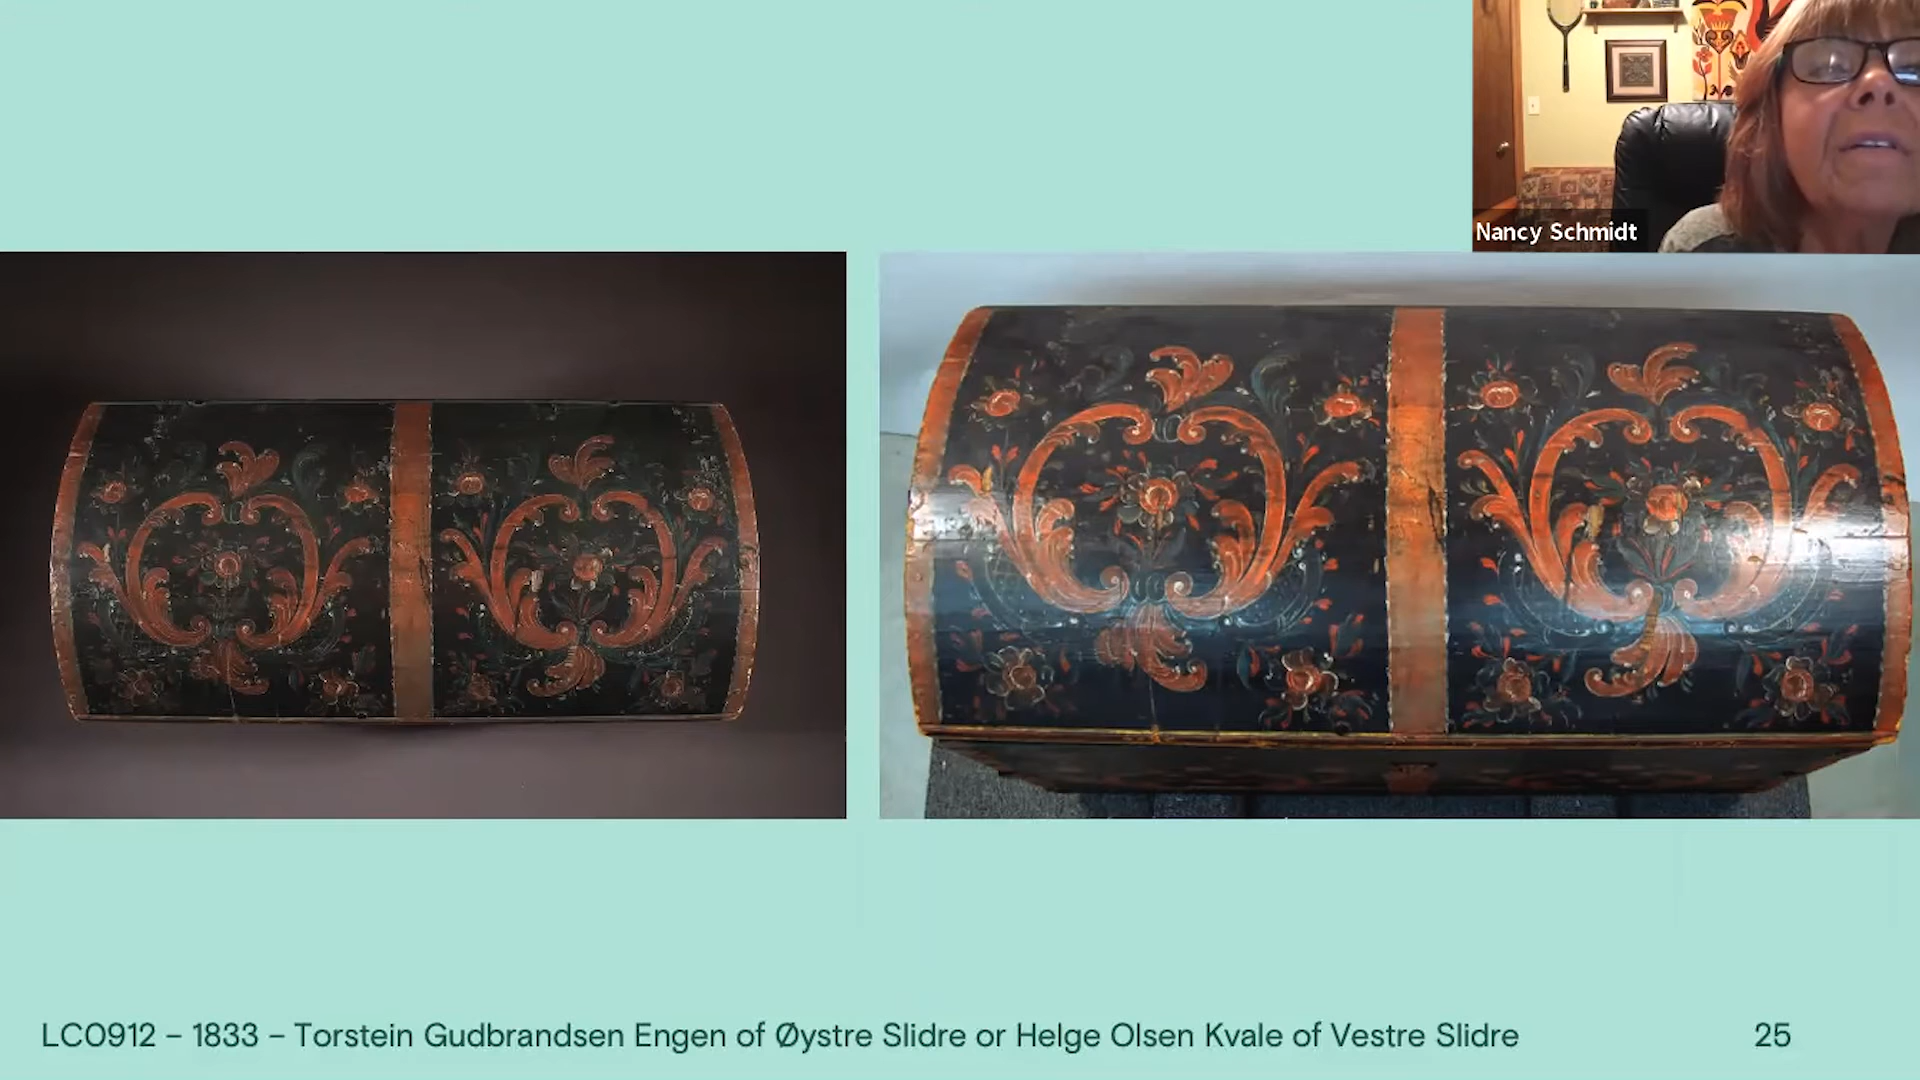 Nancy Schmidt
LC0912 – 1833 – Torstein Gudbrandsen Engen of Øystre Slidre or Helge Olsen Kvale of Vestre Slidre
25